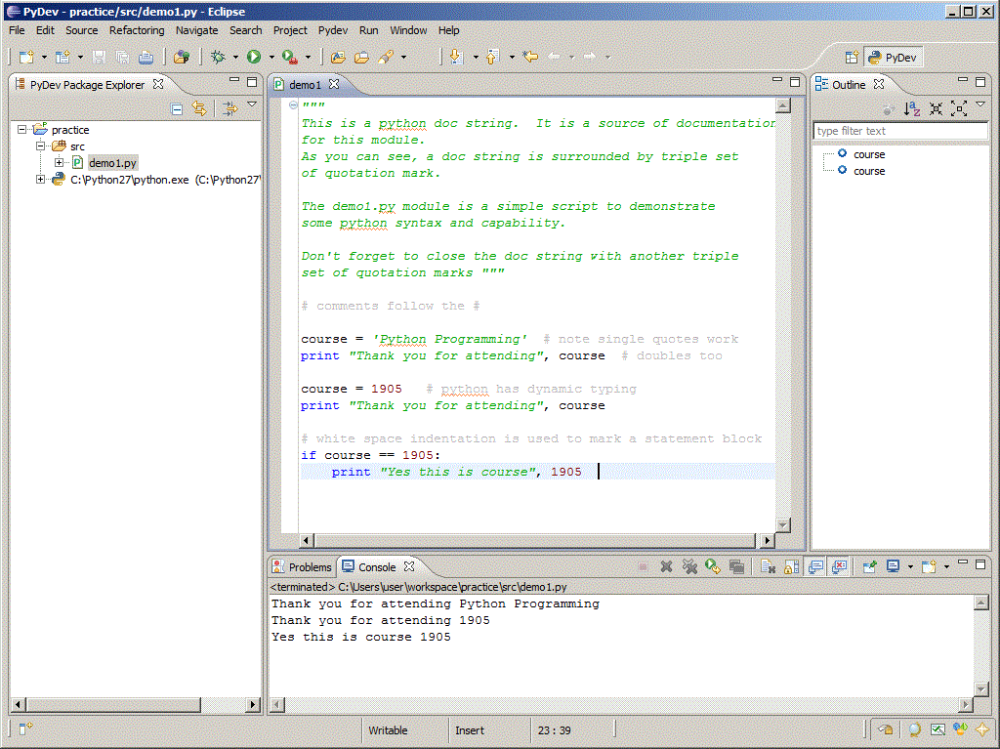 PyDev - practice/src/demo1.py - Eclipse
File Edit Source Refactoring Navigate Search Project Pydev Run Window Help
PyDev
PyDev Package Explorer
practice
src
demo1.py
C:\Python27\python.exe (C:\Python27\
demo1
"""
This is a python doc string.  It is a source of documentation
for this module.
As you can see, a doc string is surrounded by triple set
of quotation mark.
The demo1.py module is a simple script to demonstrate
some python syntax and capability.
Don't forget to close the doc string with another triple
set of quotation marks """
# comments follow the #
course = 'Python Programming'  # note single quotes work
print "Thank you for attending", course  # doubles too
course = 1905   # python has dynamic typing
print "Thank you for attending", course
# white space indentation is used to mark a statement block
if course == 1905:
    print "Yes this is course", 1905
Outline
type filter text
course
course
Problems
Console
<terminated> C:\Users\user\workspace\practice\src\demo1.py
Thank you for attending Python Programming
Thank you for attending 1905
Yes this is course 1905
Writable
Insert
23 : 39